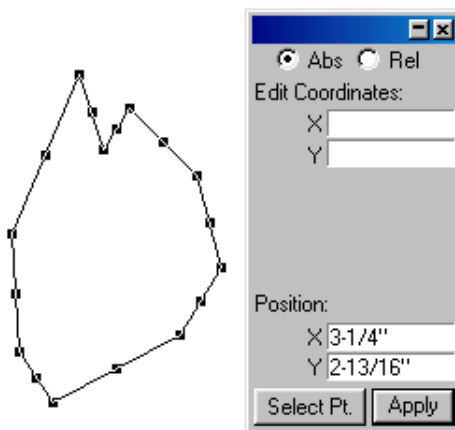 Abs Rel
Edit Coordinates:
X
Y
Position:
X 3-1/4"
Y 2-13/16"
Select Pt. Apply